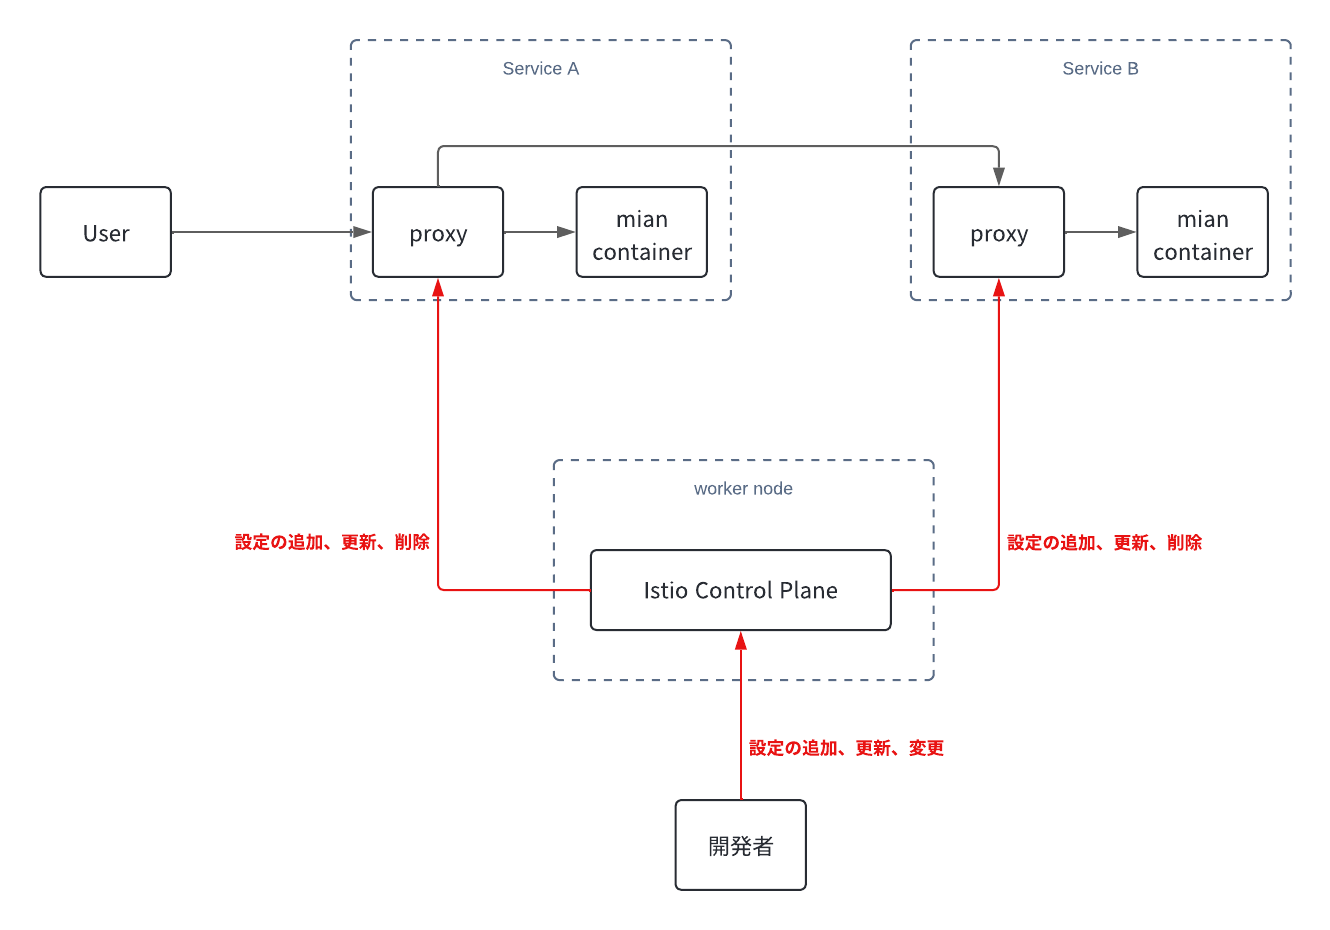 Service A
Service B
User
proxy
mian
container
proxy
mian
container
worker node
設定の追加、更新、削除
設定の追加、更新、削除
Istio Control Plane
設定の追加、更新、変更
開発者